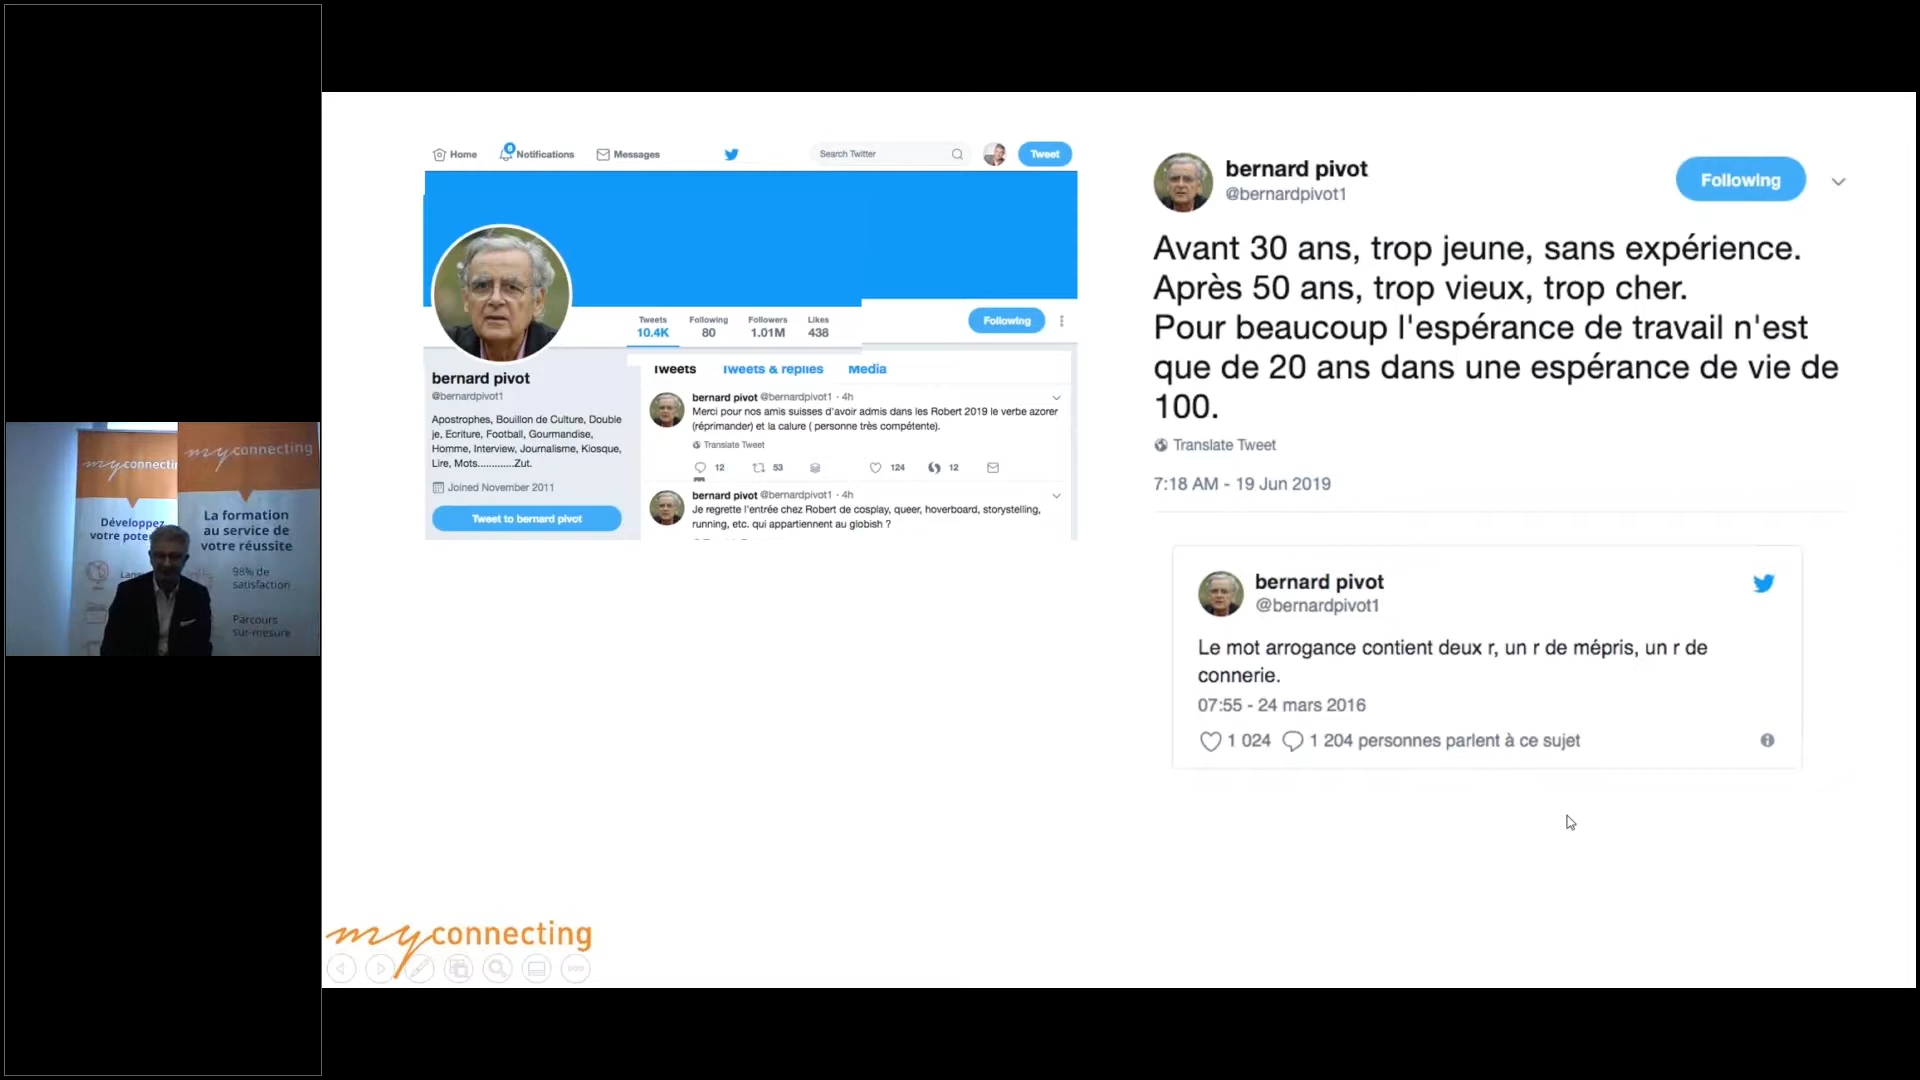 myconnecting
Développez
votre
myconnecting
La formation
au service de
votre réussite
98% de
satisfaction
Parcours
sur-mesure
Home
6
Notifications
Messages
Search Twitter
Tweet
Tweets
10.4K
Following
80
Followers
1.01M
Likes
438
Following
bernard pivot
@bernardpivot1
Apostrophes, Bouillon de Culture, Double
je, Ecriture, Football, Gourmandise,
Homme, Interview, Journalisme, Kiosque,
Lire, Mots.............Zut.
Joined November 2011
Tweet to bernard pivot
Tweets
Tweets & replies
Media
bernard pivot @bernardpivot1 · 4h
Merci pour nos amis suisses d'avoir admis dans les Robert 2019 le verbe azorer
(réprimander) et la calure ( personne très compétente).
Translate Tweet
12
53
124
12
bernard pivot @bernardpivot1 · 4h
Je regrette l'entrée chez Robert de cosplay, queer, hoverboard, storystelling,
running, etc. qui appartiennent au globish ?
bernard pivot
@bernardpivot1
Following
Avant 30 ans, trop jeune, sans expérience.
Après 50 ans, trop vieux, trop cher.
Pour beaucoup l'espérance de travail n'est
que de 20 ans dans une espérance de vie de
100.
Translate Tweet
7:18 AM - 19 Jun 2019
bernard pivot
@bernardpivot1
Le mot arrogance contient deux r, un r de mépris, un r de
connerie.
07:55 - 24 mars 2016
1 024
1 204 personnes parlent à ce sujet
myconnecting